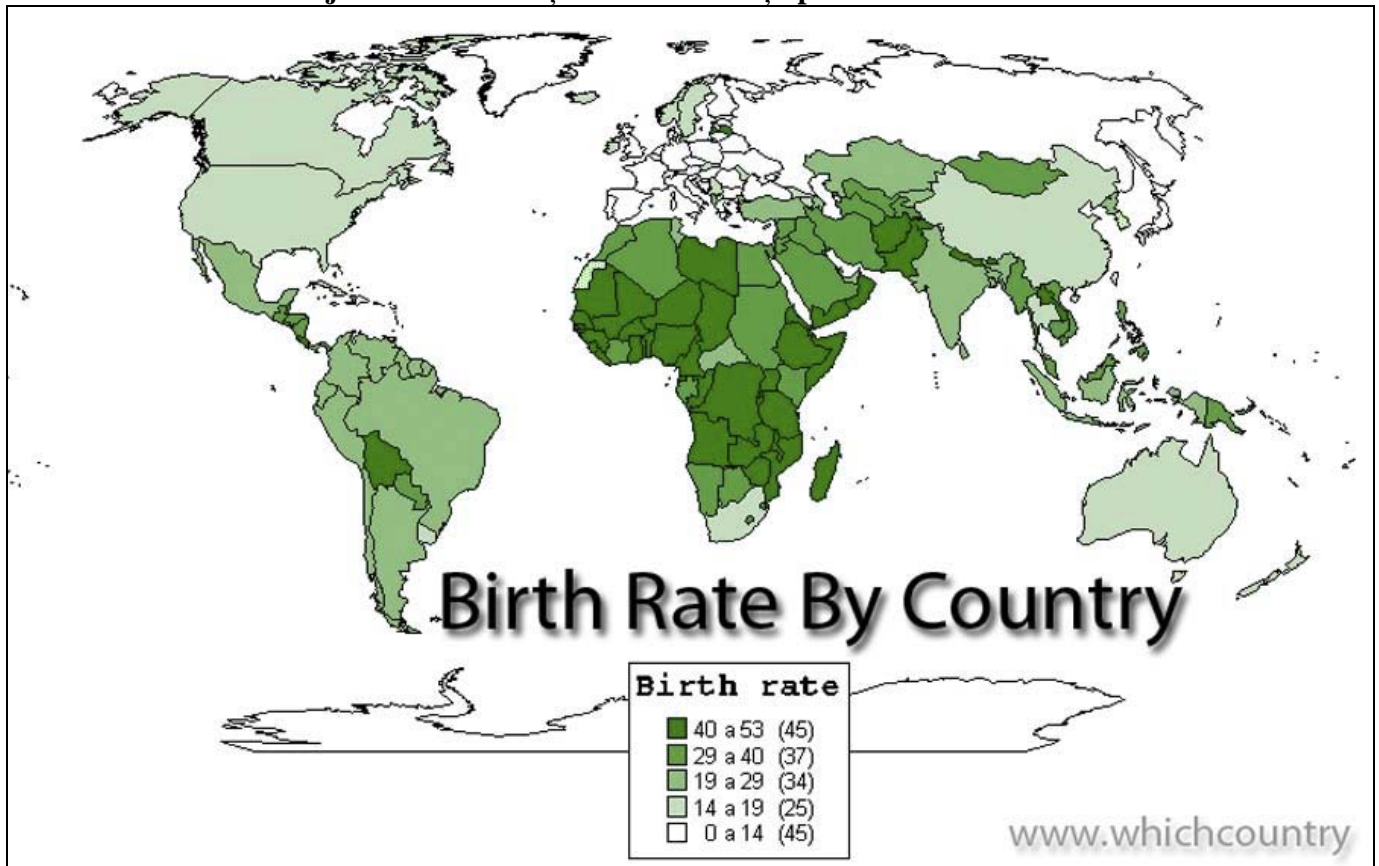 Birth Rate By Country
Birth rate
40 a 53 (45)
29 a 40 (37)
19 a 29 (34)
14 a 19 (25)
0 a 14 (45)
www.whichcountry